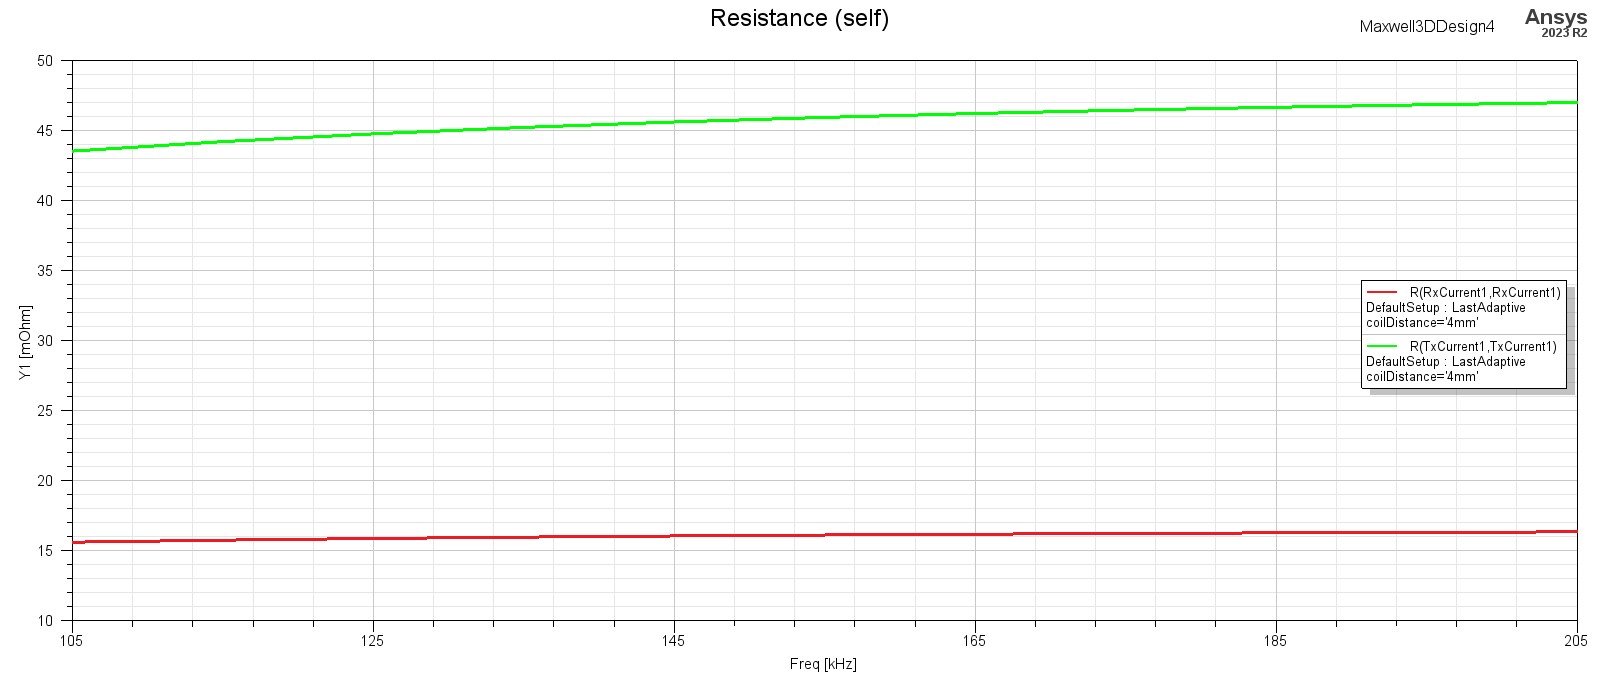 Resistance (self)
Maxwell3DDesign4
Ansys
2023 R2
50
45
40
35
30
25
20
15
10
Y1 [mOhm]
R(RxCurrent1,RxCurrent1)
DefaultSetup : LastAdaptive
coilDistance='4mm'
R(TxCurrent1,TxCurrent1)
DefaultSetup : LastAdaptive
coilDistance='4mm'
105 125 145 165 185 205
Freq [kHz]